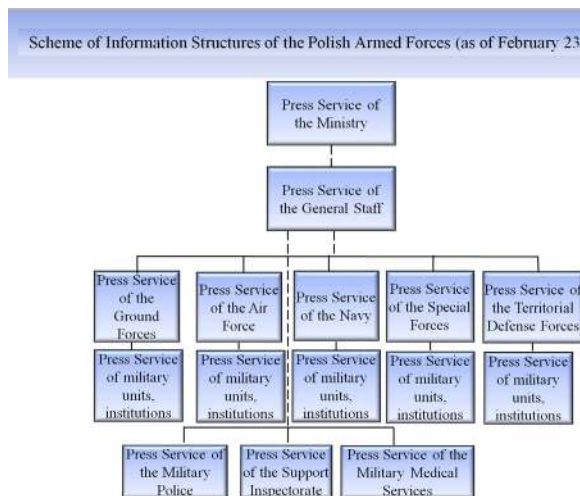 Scheme of Information Structures of the Polish Armed Forces (as of February 23
Press Service of
the Ministry
Press Service of
the General Staff
Press Service
of the
Ground
Forces
Press Service
of the Air
Force
Press Service
of the Navy
Press Service
of the Special
Forces
Press Service of
the Territorial
Defense Forces
Press Service
of military
units,
institutions
Press Service
of military
units,
institutions
Press Service
of military
units,
institutions
Press Service
of military
units,
institutions
Press Service
of military
units,
institutions
Press Service of
the Military
Police
Press Service
of the Support
Inspectorate
Press Service of the
Military Medical
Services